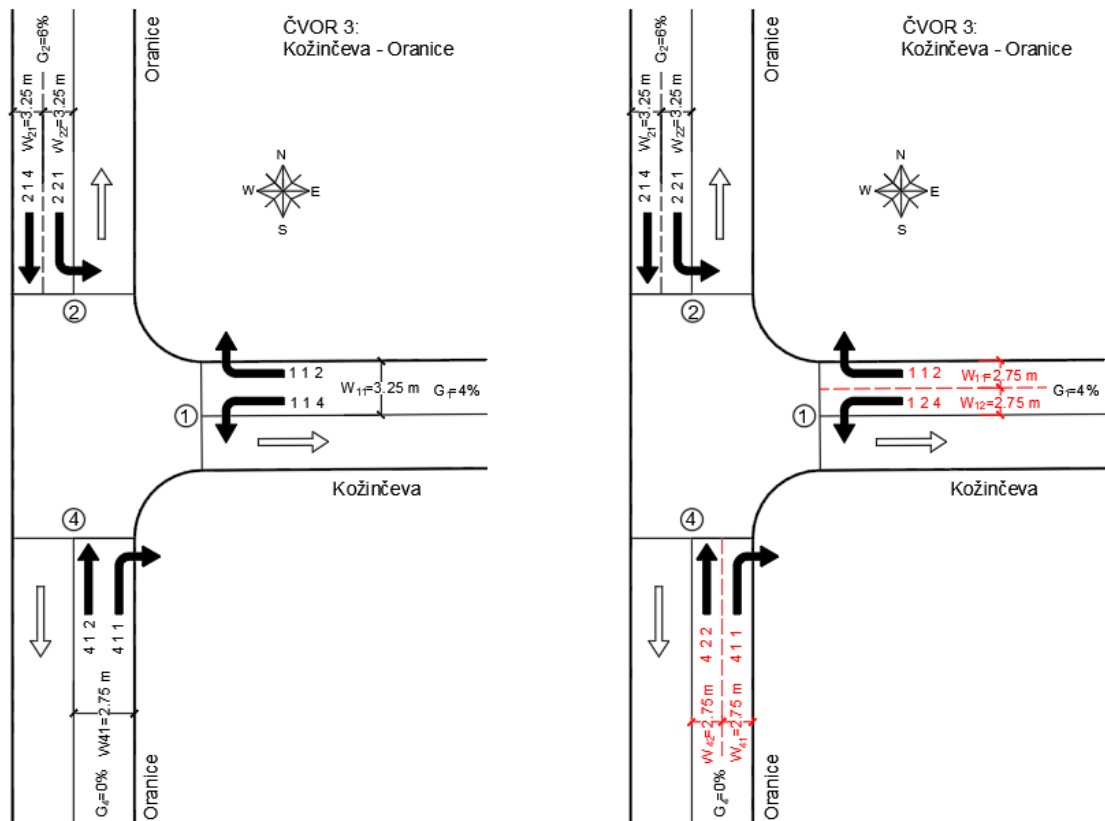 ČVOR 3:
Kožinčeva - Oranice
G₂=6%
Oranice
W₂₁=3.25 m
W₂₂=3.25 m
2 1 4
2 2 1
N
W
E
S
2
1 1 2
W₁₁=3.25 m
G₁=4%
1 1 4
1
Kožinčeva
4
4 1 2
4 1 1
W41=2.75 m
G₄=0%
Oranice
ČVOR 3:
Kožinčeva - Oranice
G₂=6%
Oranice
W₂₁=3.25 m
W₂₂=3.25 m
2 1 4
2 2 1
N
W
E
S
2
1 1 2
W₁₁=2.75 m
G₁=4%
1 2 4
W₁₂=2.75 m
1
Kožinčeva
4
4 2 2
4 1 1
W₄₂=2.75 m
W₄₁=2.75 m
G₄=0%
Oranice